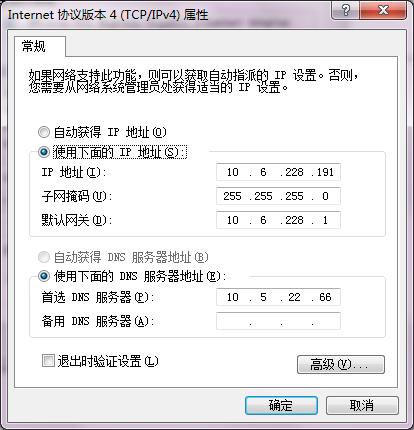 Internet 协议版本 4 (TCP/IPv4) 属性
常规
如果网络支持此功能，则可以获取自动指派的 IP 设置。否则，
您需要从网络系统管理员处获得适当的 IP 设置。
自动获得 IP 地址(O)
使用下面的 IP 地址(S):
IP 地址(I): 10 . 6 . 228 . 191
子网掩码(U): 255 . 255 . 255 . 0
默认网关(D): 10 . 6 . 228 . 1
自动获得 DNS 服务器地址(B)
使用下面的 DNS 服务器地址(E):
首选 DNS 服务器(P): 10 . 5 . 22 . 66
备用 DNS 服务器(A): . . .
退出时验证设置(L)
高级(V)...
确定 取消